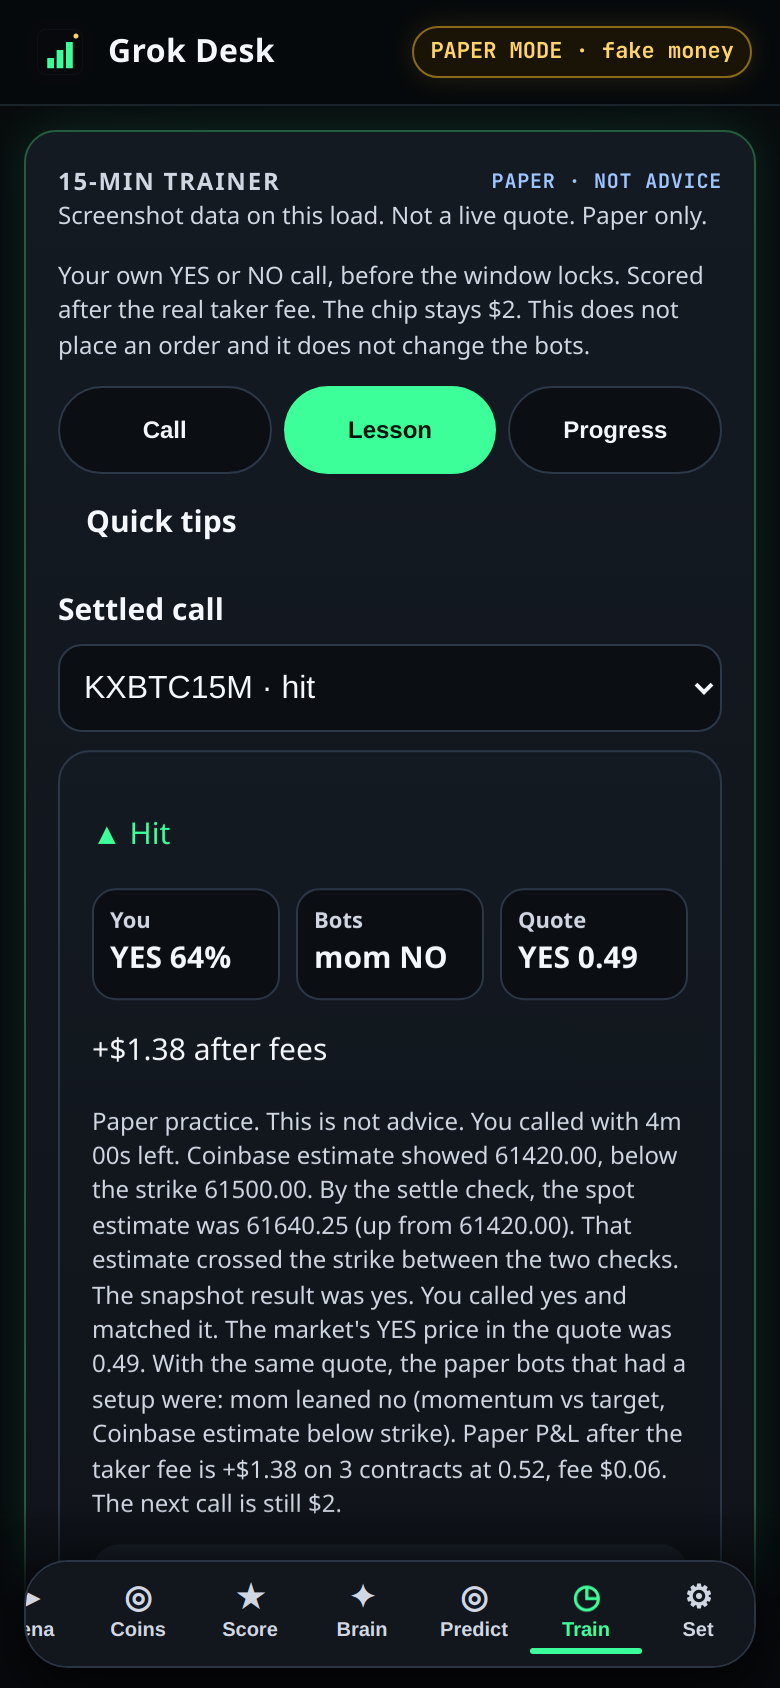 Grok Desk
PAPER MODE · fake money
15-MIN TRAINER
PAPER · NOT ADVICE
Screenshot data on this load. Not a live quote. Paper only.
Your own YES or NO call, before the window locks. Scored
after the real taker fee. The chip stays $2. This does not
place an order and it does not change the bots.
Call
Lesson
Progress
Quick tips
Settled call
KXBTC15M · hit
▲ Hit
You
YES 64%
Bots
mom NO
Quote
YES 0.49
+$1.38 after fees
Paper practice. This is not advice. You called with 4m
00s left. Coinbase estimate showed 61420.00, below
the strike 61500.00. By the settle check, the spot
estimate was 61640.25 (up from 61420.00). That
estimate crossed the strike between the two checks.
The snapshot result was yes. You called yes and
matched it. The market's YES price in the quote was
0.49. With the same quote, the paper bots that had a
setup were: mom leaned no (momentum vs target,
Coinbase estimate below strike). Paper P&L after the
taker fee is +$1.38 on 3 contracts at 0.52, fee $0.06.
The next call is still $2.
ena
Coins
Score
Brain
Predict
Train
Set